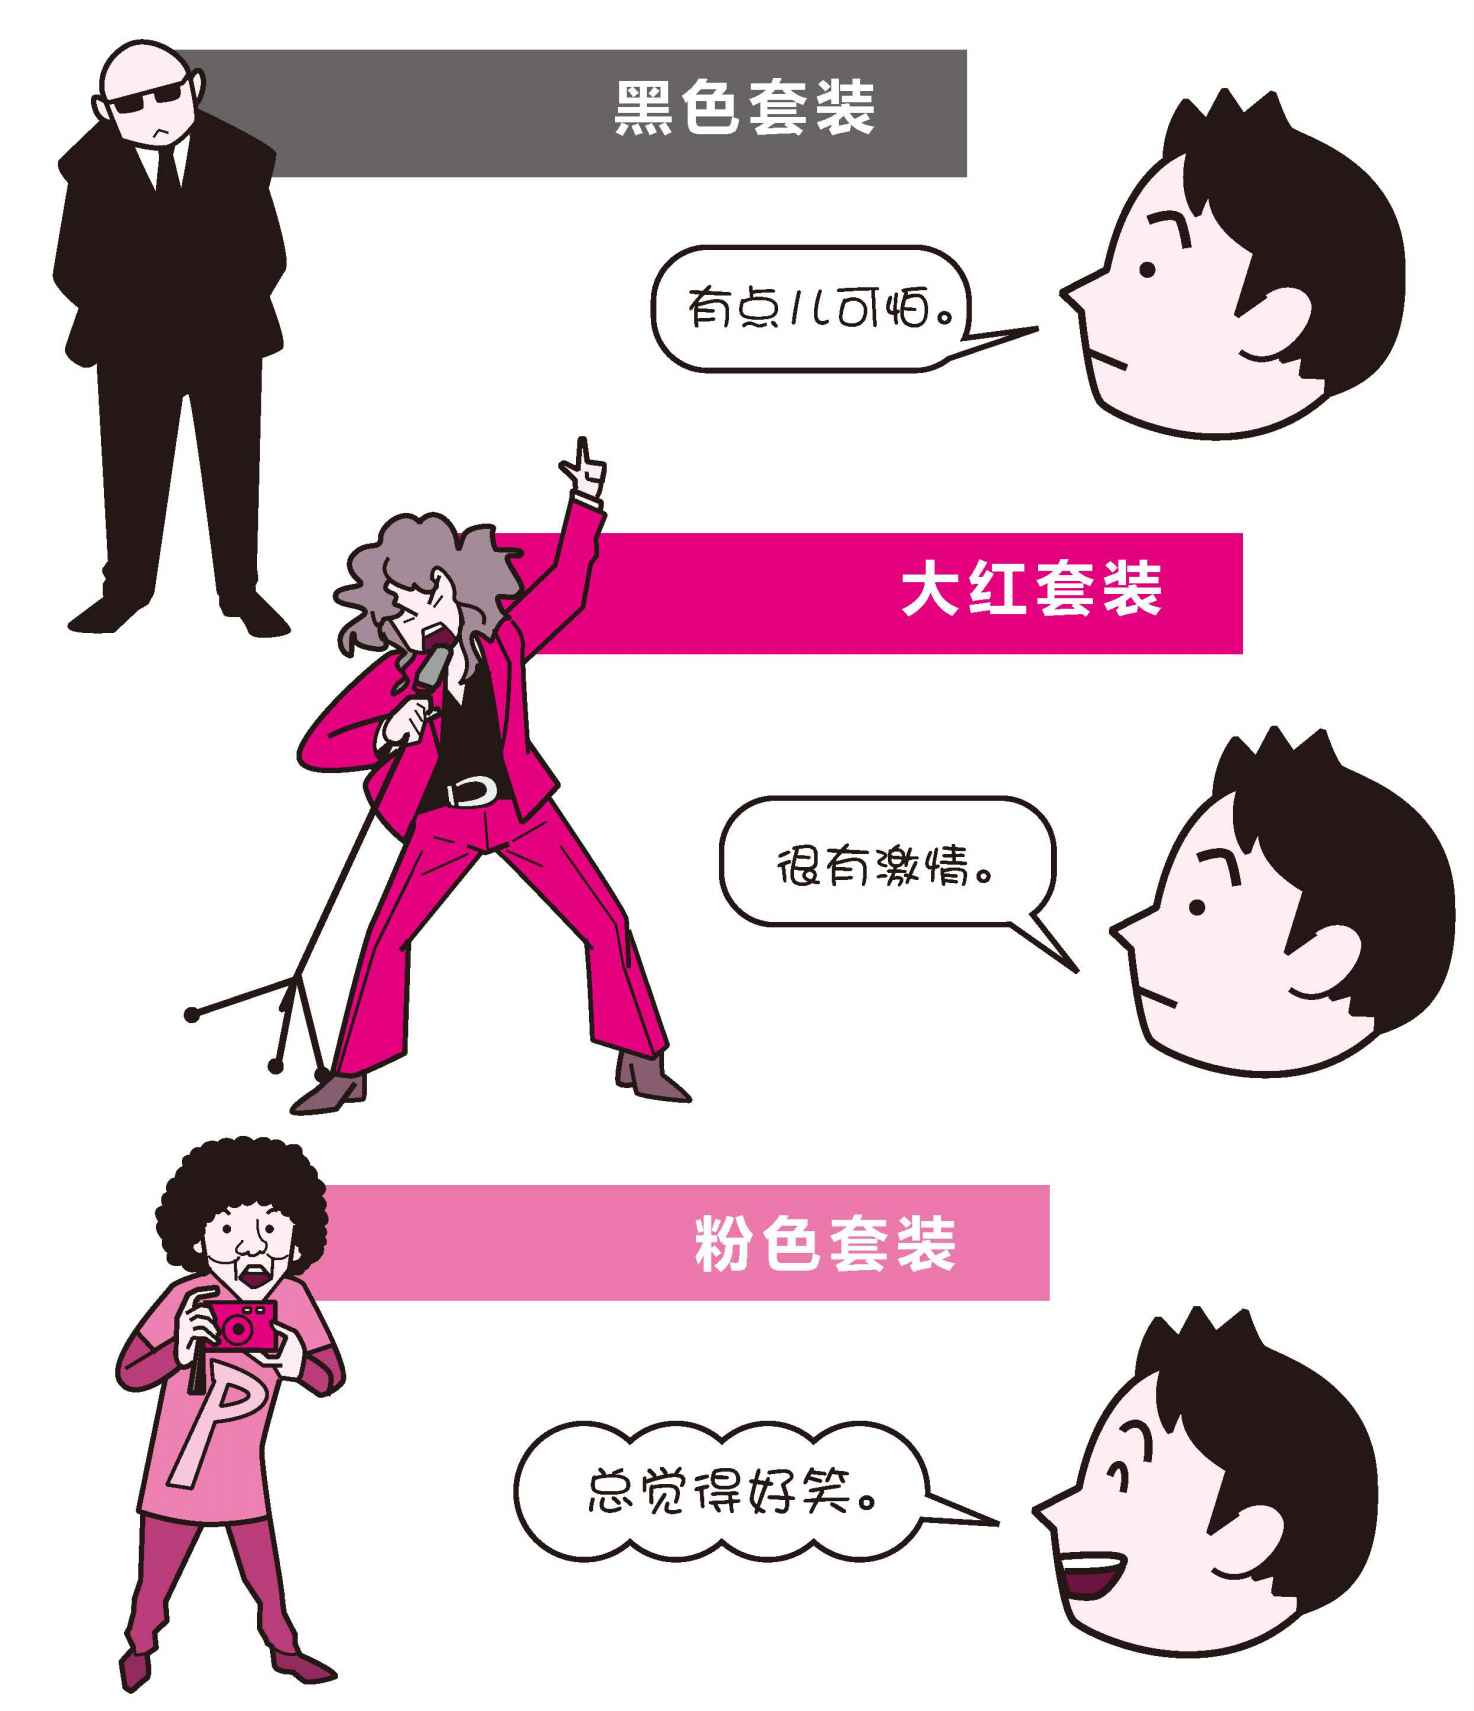 黑色套装
有点儿可怕。
大红套装
很有激情。
粉色套装
P
总觉得好笑。